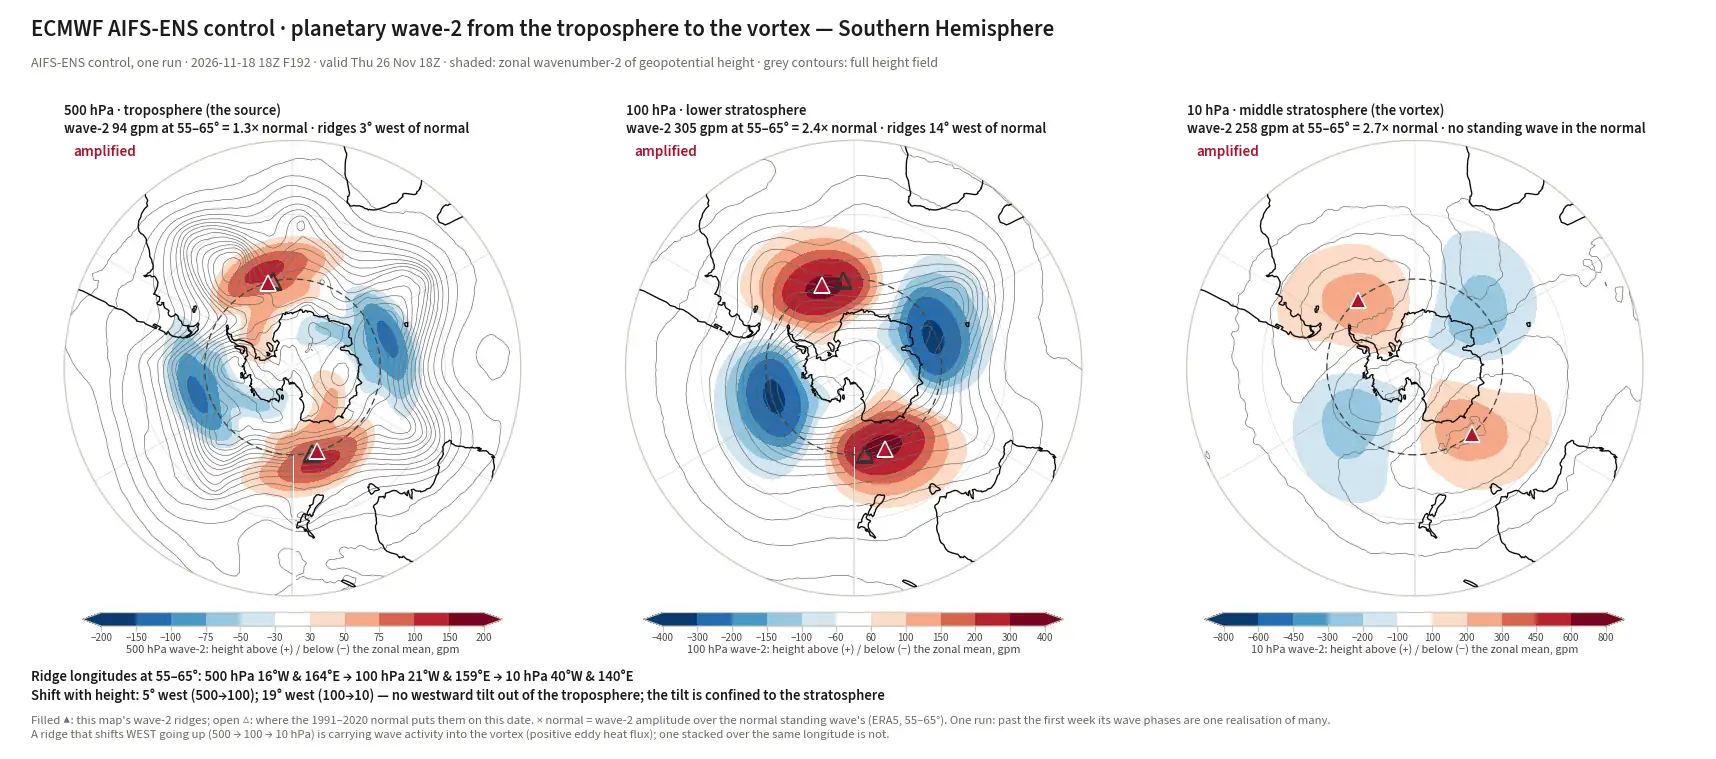 ECMWF AIFS-ENS control · planetary wave-2 from the troposphere to the vortex — Southern Hemisphere
AIFS-ENS control, one run · 2026-11-18 18Z F192 · valid Thu 26 Nov 18Z · shaded: zonal wavenumber-2 of geopotential height · grey contours: full height field
500 hPa · troposphere (the source)
wave-2 94 gpm at 55–65° = 1.3× normal · ridges 3° west of normal
amplified
100 hPa · lower stratosphere
wave-2 305 gpm at 55–65° = 2.4× normal · ridges 14° west of normal
amplified
10 hPa · middle stratosphere (the vortex)
wave-2 258 gpm at 55–65° = 2.7× normal · no standing wave in the normal
amplified
−200 −150 −100 −75 −50 −30 30 50 75 100 150 200
500 hPa wave-2: height above (+) / below (−) the zonal mean, gpm
−400 −300 −200 −150 −100 −60 60 100 150 200 300 400
100 hPa wave-2: height above (+) / below (−) the zonal mean, gpm
−800 −600 −450 −300 −200 −100 100 200 300 450 600 800
10 hPa wave-2: height above (+) / below (−) the zonal mean, gpm
Ridge longitudes at 55–65°: 500 hPa 16°W & 164°E → 100 hPa 21°W & 159°E → 10 hPa 40°W & 140°E
Shift with height: 5° west (500→100); 19° west (100→10) — no westward tilt out of the troposphere; the tilt is confined to the stratosphere
Filled ▲: this map's wave-2 ridges; open △: where the 1991–2020 normal puts them on this date. × normal = wave-2 amplitude over the normal standing wave's (ERA5, 55–65°). One run: past the first week its wave phases are one realisation of many.
A ridge that shifts WEST going up (500 → 100 → 10 hPa) is carrying wave activity into the vortex (positive eddy heat flux); one stacked over the same longitude is not.